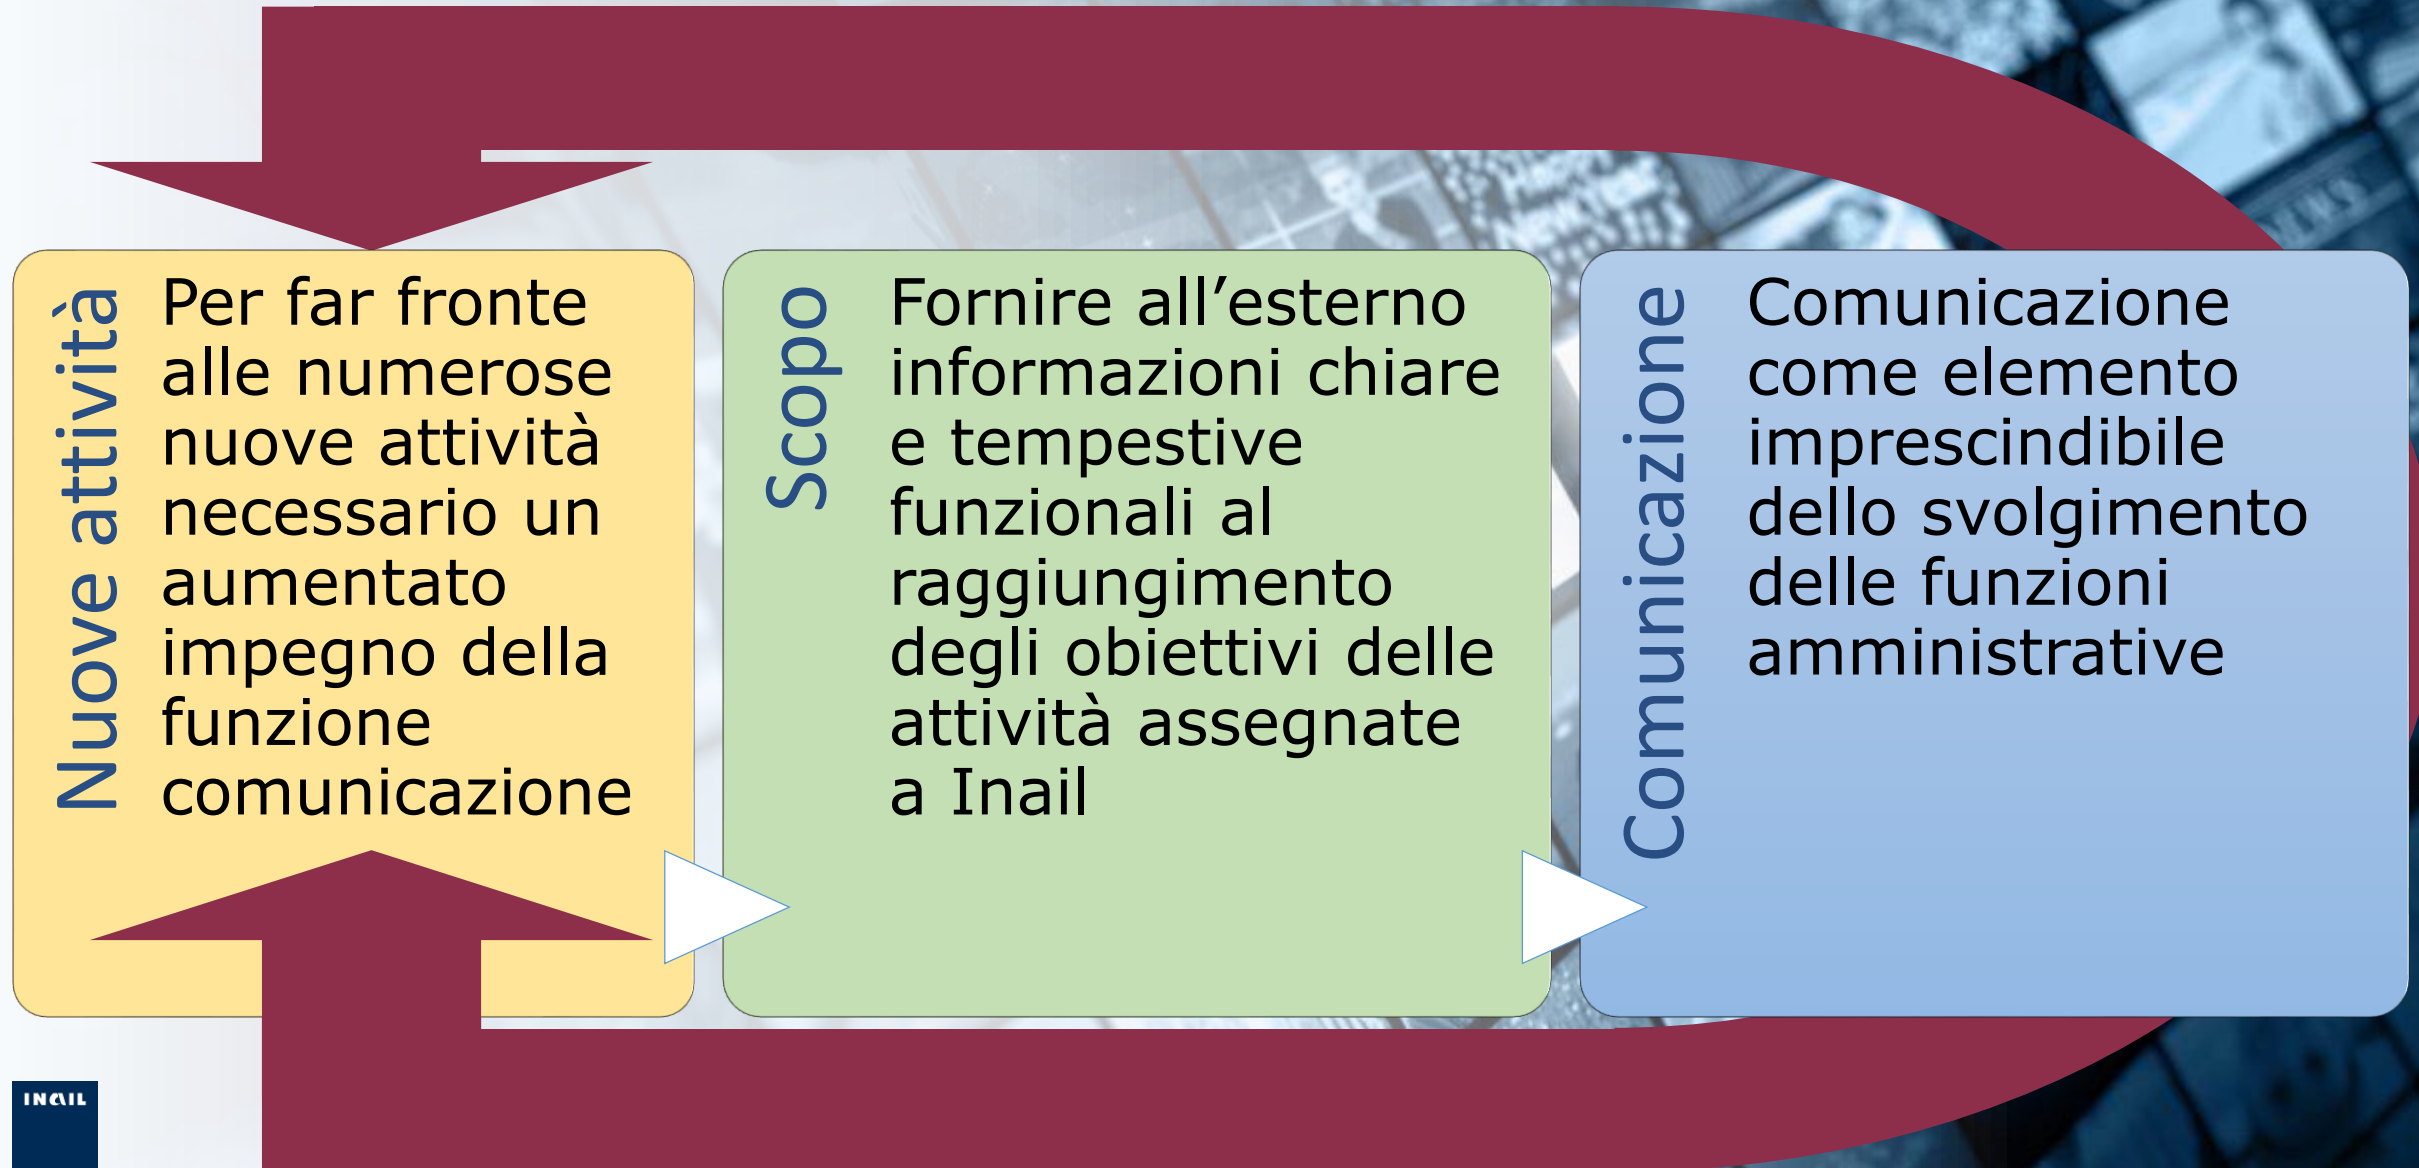 Nuove attività
Per far fronte
alle numerose
nuove attività
necessario un
aumentato
impegno della
funzione
comunicazione
Scopo
Fornire all’esterno
informazioni chiare
e tempestive
funzionali al
raggiungimento
degli obiettivi delle
attività assegnate
a Inail
Comunicazione
Comunicazione
come elemento
imprescindibile
dello svolgimento
delle funzioni
amministrative
INAIL